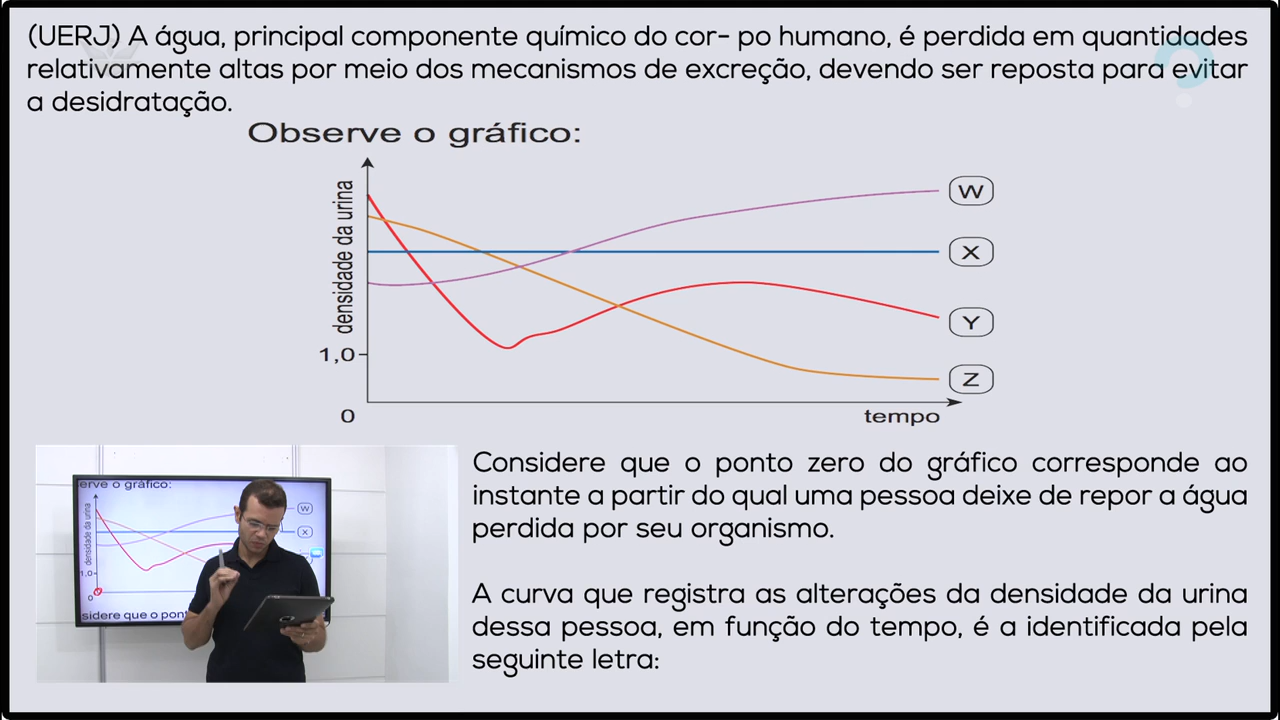 (UERJ) A água, principal componente químico do cor- po humano, é perdida em quantidades
relativamente altas por meio dos mecanismos de excreção, devendo ser reposta para evitar
a desidratação.
Observe o gráfico:
densidade da urina
W
X
Y
1,0
Z
0
tempo
erve o gráfico:
densidade da urina
W
X
1,0
0
sidere que o pont
Considere que o ponto zero do gráfico corresponde ao
instante a partir do qual uma pessoa deixe de repor a água
perdida por seu organismo.
A curva que registra as alterações da densidade da urina
dessa pessoa, em função do tempo, é a identificada pela
seguinte letra: